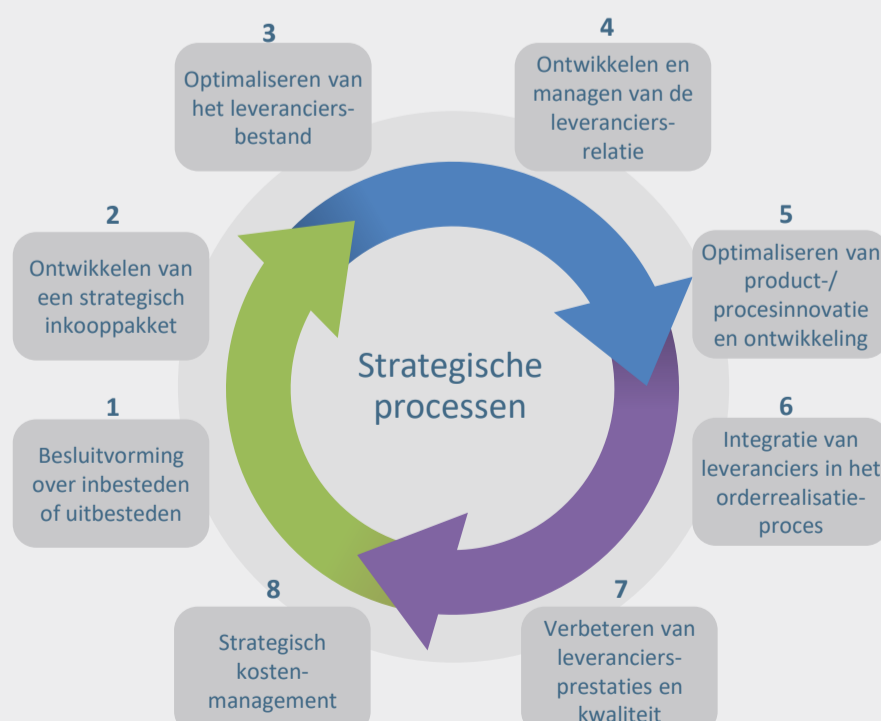 3
Optimaliseren van
het leveranciers-
bestand
4
Ontwikkelen en
managen van de
leveranciers-
relatie
2
Ontwikkelen van
een strategisch
inkooppakket
5
Optimaliseren van
product-/
procesinnovatie
en ontwikkeling
Strategische
processen
1
Besluitvorming
over inbesteden
of uitbesteden
6
Integratie van
leveranciers in het
orderrealisatie-
proces
8
Strategisch
kosten-
management
7
Verbeteren van
leveranciers-
prestaties en
kwaliteit